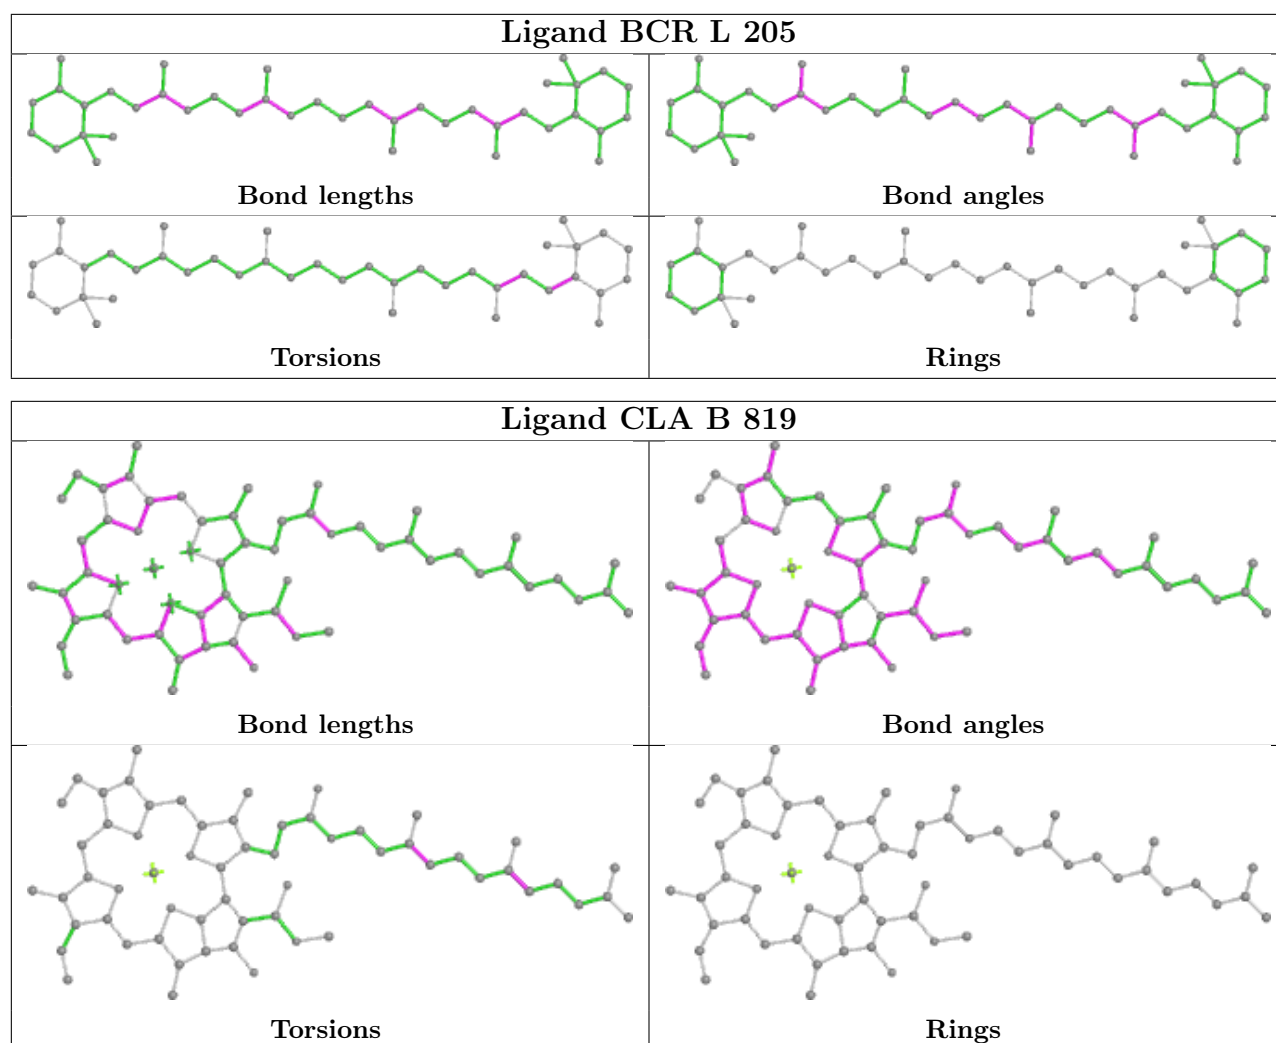 Ligand BCR L 205
Bond lengths
Bond angles
Torsions
Rings
Ligand CLA B 819
Bond lengths
Bond angles
Torsions
Rings